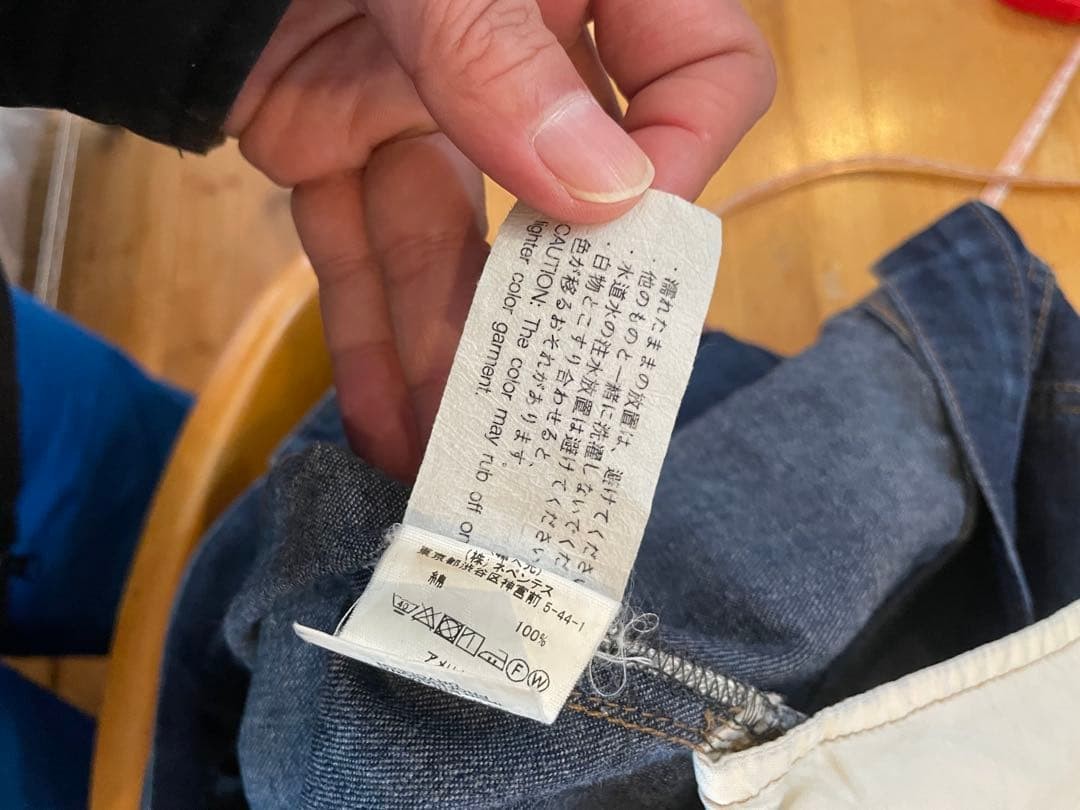 ・濡れたままの放置は、避けてくださ
・他のものと一緒に洗濯しないでくだ
・水道水の注水放置は避けてください
・白物とこすり合わせると、
色が移るおそれがあります。
CAUTION: The color may rub off on
lighter color garment.
(株)ネペンテス
東京都渋谷区神宮前 5-44-1
綿 100%
40
F W
アメリ